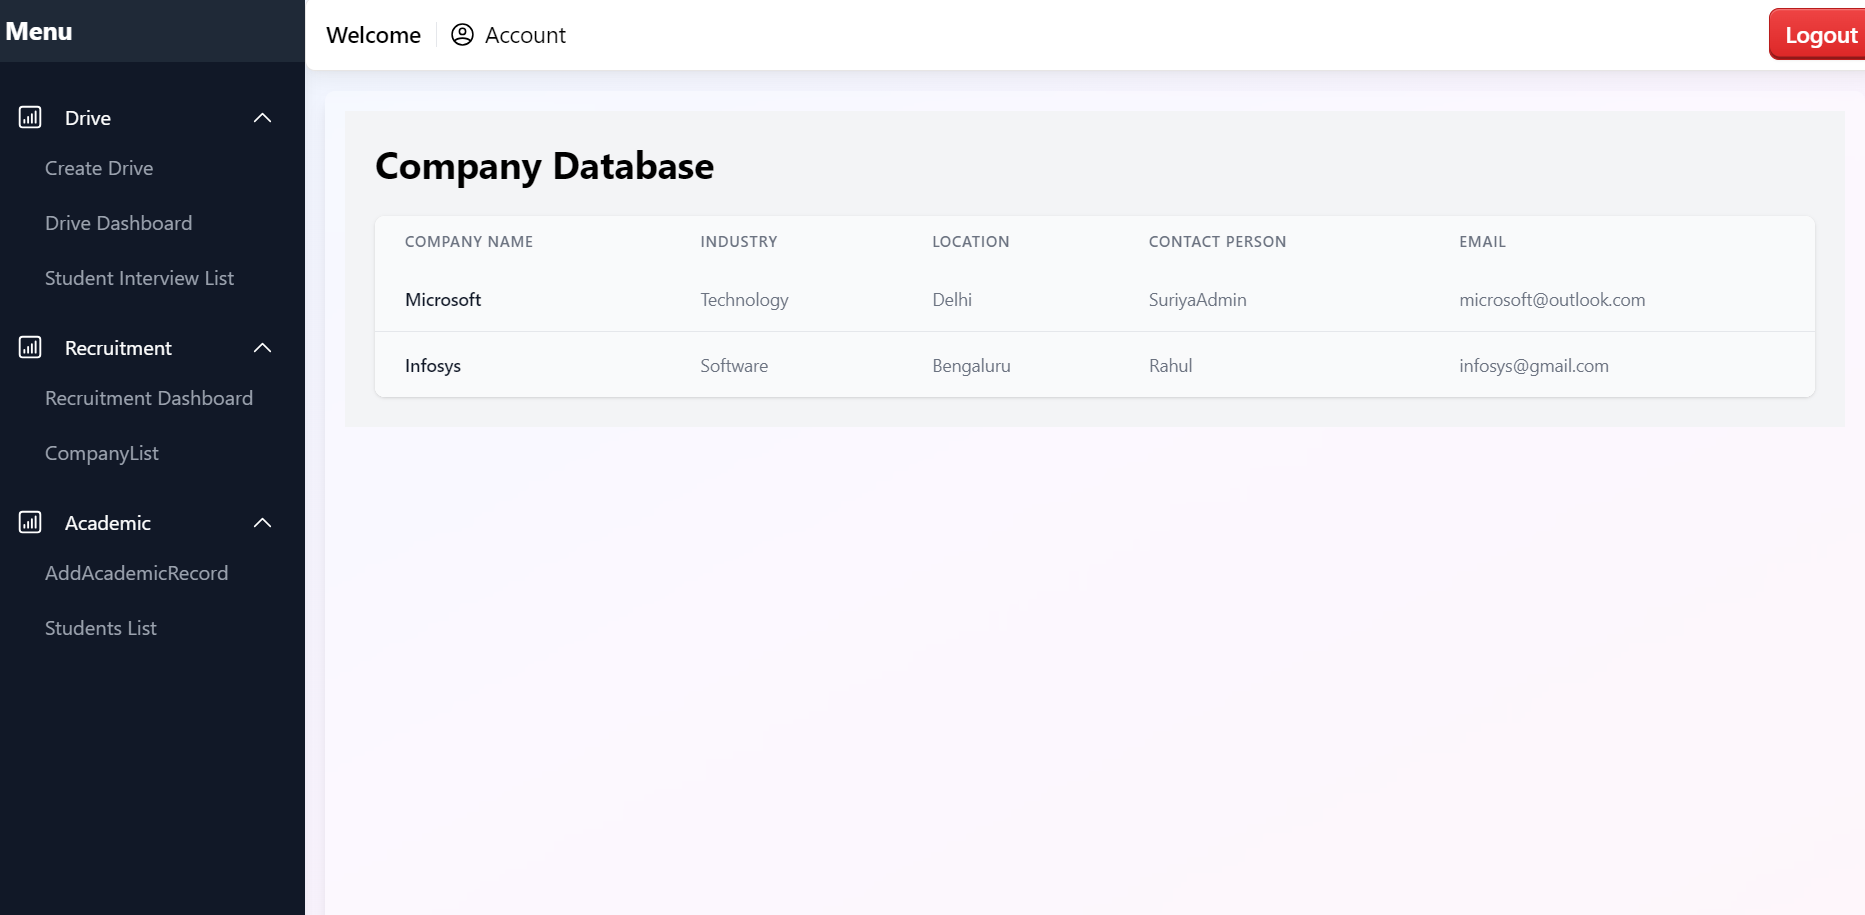 Menu
Drive
Create Drive
Drive Dashboard
Student Interview List
Recruitment
Recruitment Dashboard
CompanyList
Academic
AddAcademicRecord
Students List
Welcome Account Logout
Company Database
COMPANY NAME INDUSTRY LOCATION CONTACT PERSON EMAIL
Microsoft Technology Delhi SuriyaAdmin microsoft@outlook.com
Infosys Software Bengaluru Rahul infosys@gmail.com